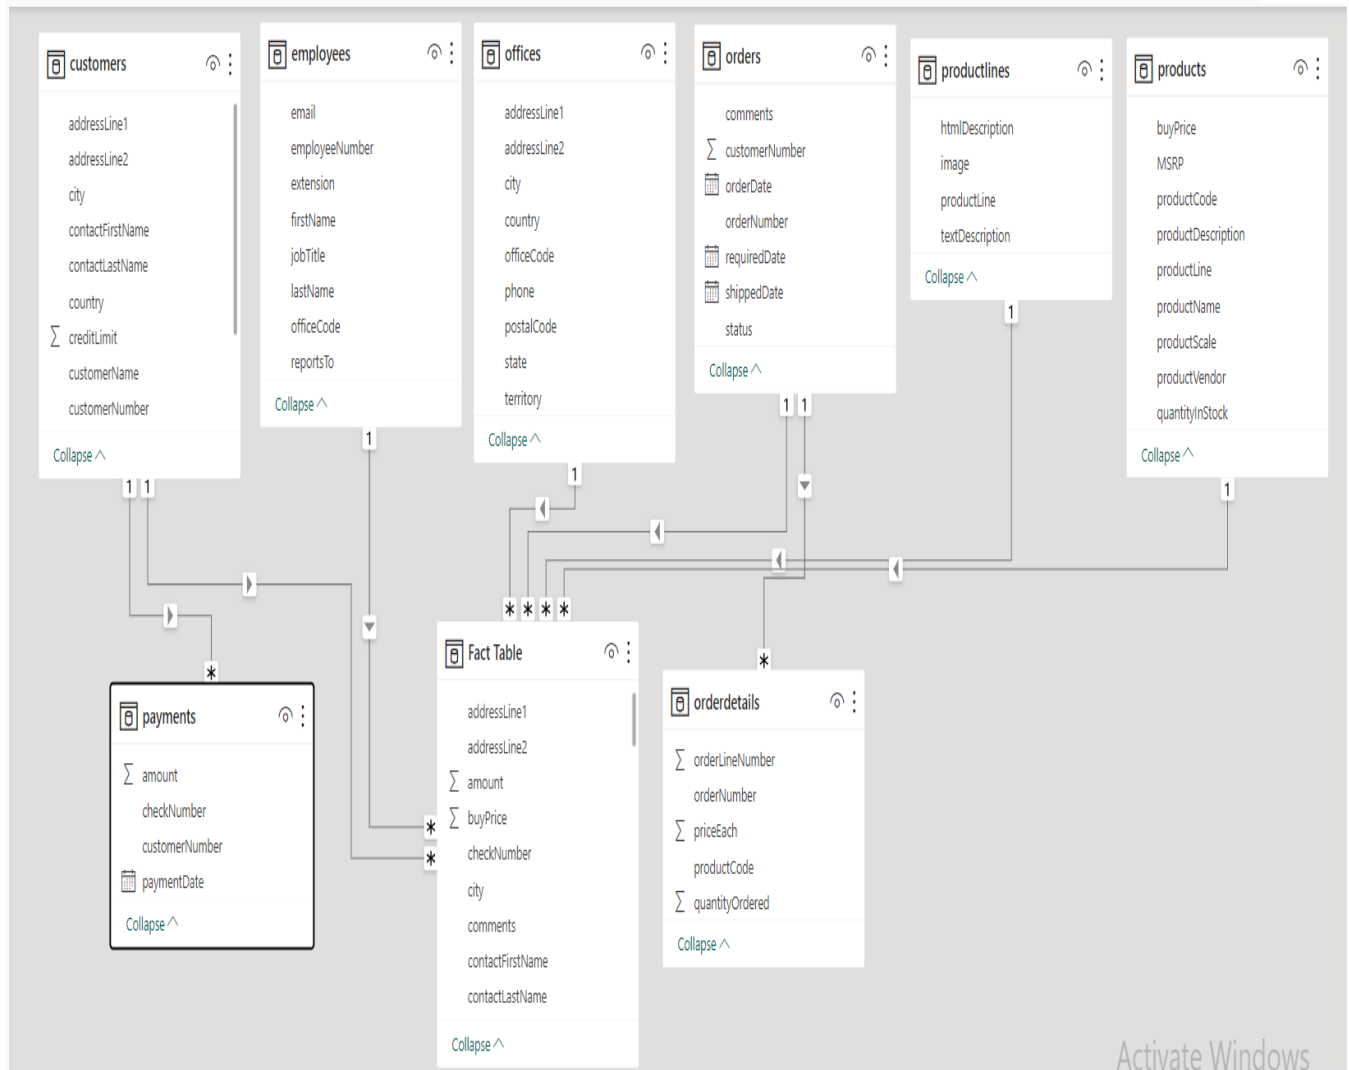 customers
addressLine1
addressLine2
city
contactFirstName
contactLastName
country
∑ creditLimit
customerName
customerNumber
Collapse
1 1
employees
email
employeeNumber
extension
firstName
jobTitle
lastName
officeCode
reportsTo
Collapse
1
offices
addressLine1
addressLine2
city
country
officeCode
phone
postalCode
state
territory
Collapse
1
orders
comments
∑ customerNumber
orderDate
orderNumber
requiredDate
shippedDate
status
Collapse
1 1
productlines
htmlDescription
image
productLine
textDescription
Collapse
1
products
buyPrice
MSRP
productCode
productDescription
productLine
productName
productScale
productVendor
quantityInStock
Collapse
1
*
payments
∑ amount
checkNumber
customerNumber
paymentDate
Collapse
* * * *
* 
*
Fact Table
addressLine1
addressLine2
∑ amount
∑ buyPrice
checkNumber
city
comments
contactFirstName
contactLastName
Collapse
*
orderdetails
∑ orderLineNumber
orderNumber
∑ priceEach
productCode
∑ quantityOrdered
Collapse
Activate Windows